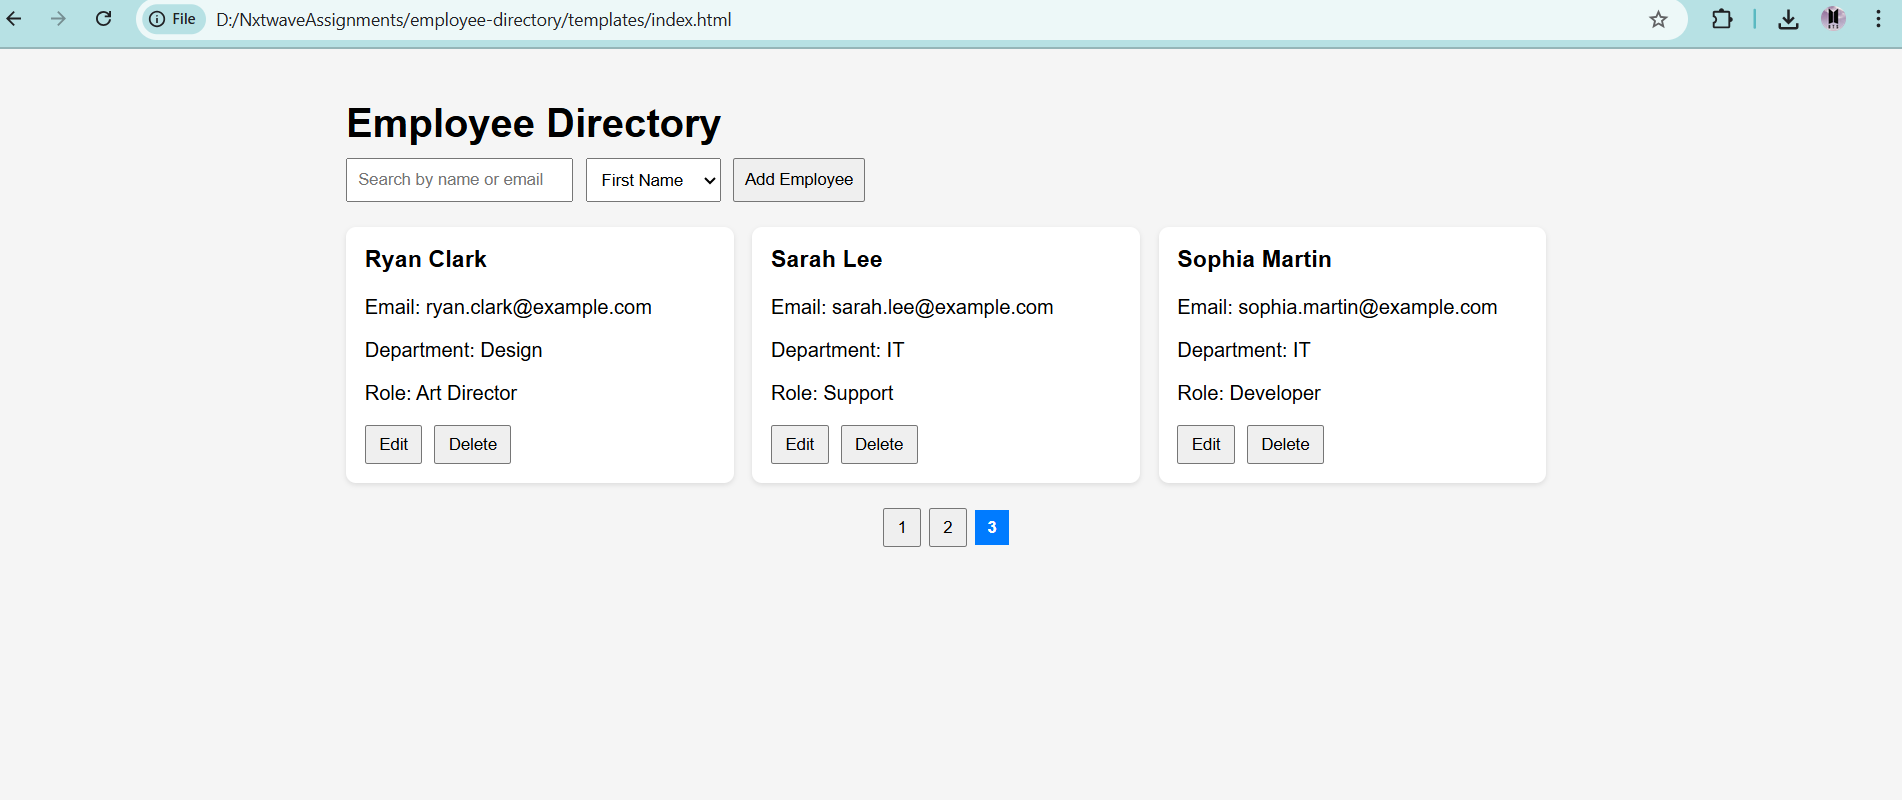 File D:/NxtwaveAssignments/employee-directory/templates/index.html
Employee Directory
Search by name or email First Name Add Employee
Ryan Clark
Email: ryan.clark@example.com
Department: Design
Role: Art Director
Edit Delete
Sarah Lee
Email: sarah.lee@example.com
Department: IT
Role: Support
Edit Delete
Sophia Martin
Email: sophia.martin@example.com
Department: IT
Role: Developer
Edit Delete
1 2 3